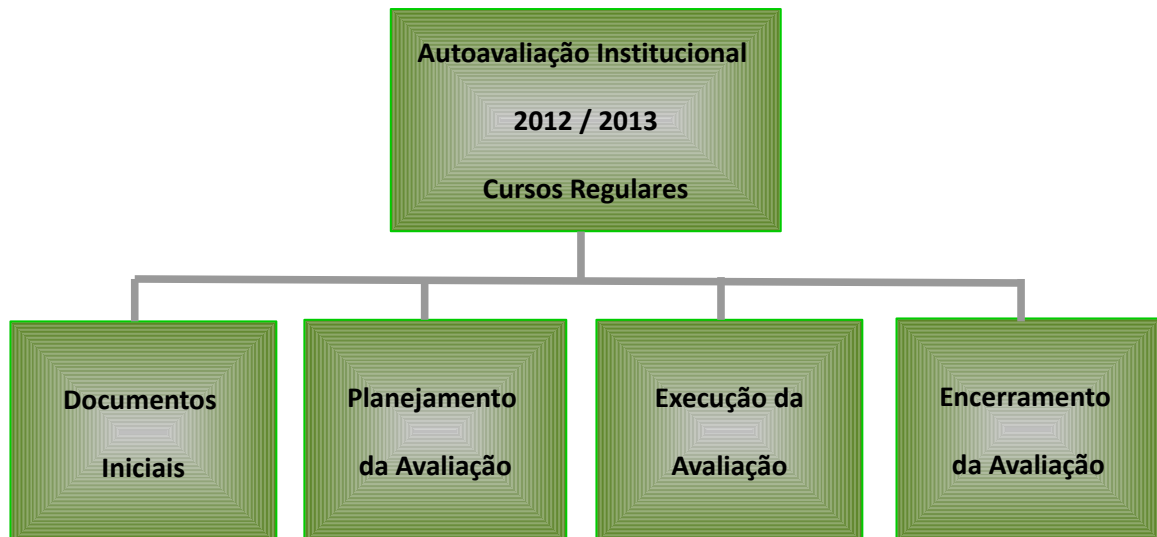 Autoavaliação Institucional
2012 / 2013
Cursos Regulares
Documentos
Iniciais
Planejamento
da Avaliação
Execução da
Avaliação
Encerramento
da Avaliação